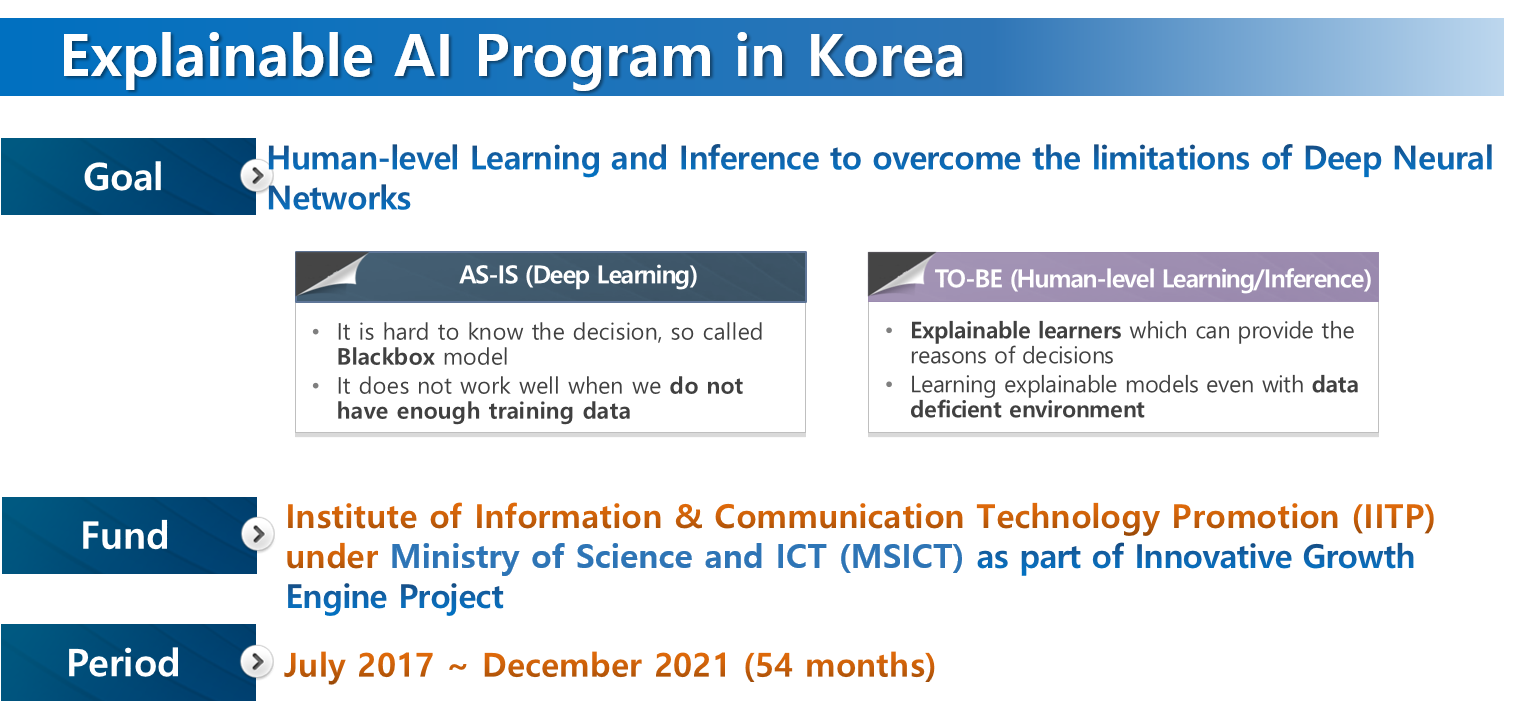 Explainable AI Program in Korea
Goal
Human-level Learning and Inference to overcome the limitations of Deep Neural
Networks
AS-IS (Deep Learning)
• It is hard to know the decision, so called
Blackbox model
• It does not work well when we do not
have enough training data
TO-BE (Human-level Learning/Inference)
• Explainable learners which can provide the
reasons of decisions
• Learning explainable models even with data
deficient environment
Fund
Institute of Information & Communication Technology Promotion (IITP)
under Ministry of Science and ICT (MSICT) as part of Innovative Growth
Engine Project
Period
July 2017 ~ December 2021 (54 months)